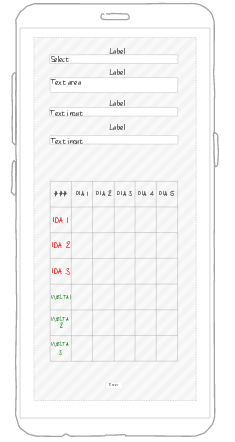 Label
Select
Label
Text area
Label
Text input
Label
Text input
### DIA 1 DIA 2 DIA 3 DIA 4 DIA 5
IDA 1
IDA 2
IDA 3
VUELTA 1
VUELTA
2
VUELTA
3